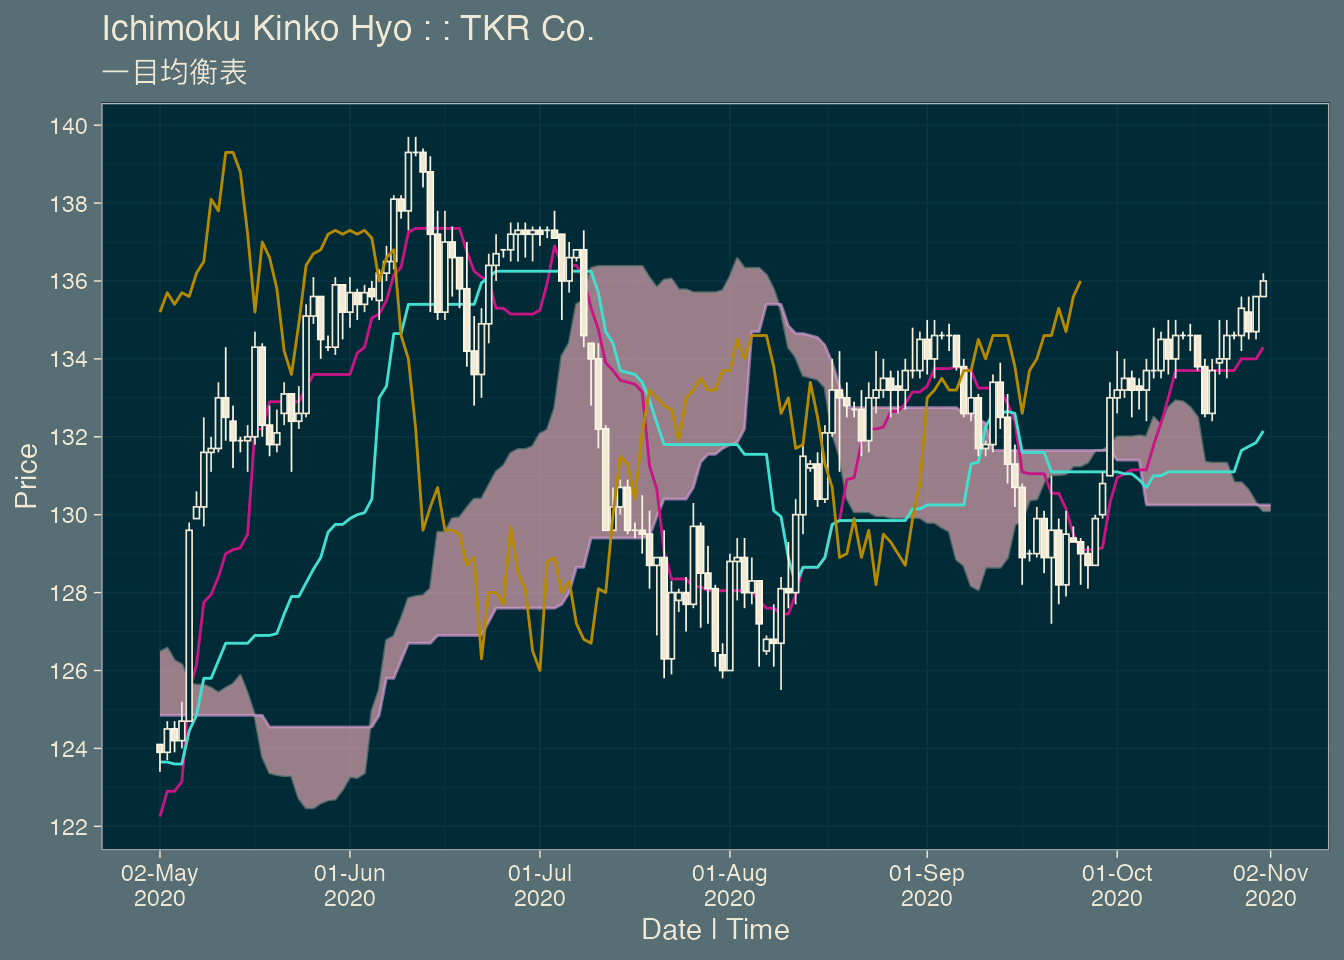 Ichimoku Kinko Hyo : : TKR Co.
一目均衡表
140
138
136
134
132
130
128
126
124
122
Price
02-May 01-Jun 01-Jul 01-Aug 01-Sep 01-Oct 02-Nov
2020 2020 2020 2020 2020 2020 2020
Date | Time